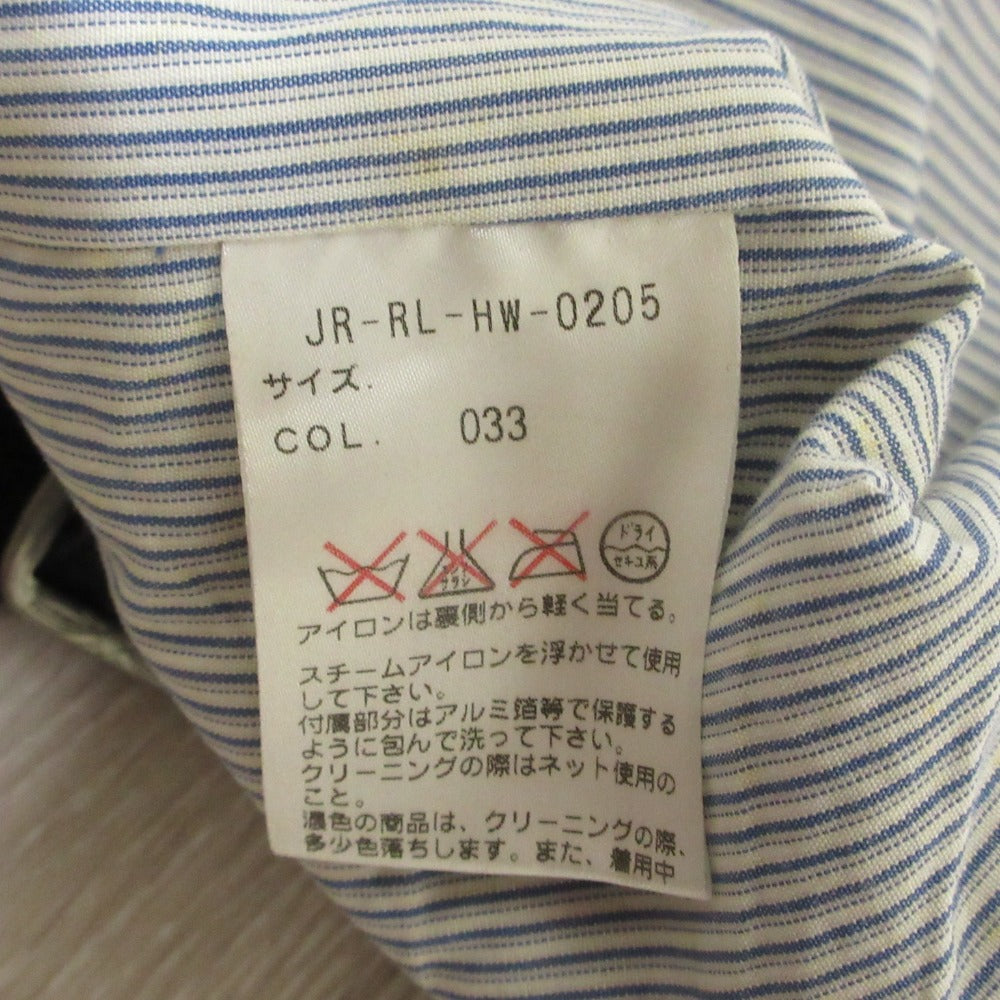 JR-RL-HW-0205
サイズ.
COL. 033
ドライ
セキユ系
アイロンは裏側から軽く当てる。
スチームアイロンを浮かせて使用
して下さい。
付属部分はアルミ箔等で保護する
ように包んで洗って下さい。
クリーニングの際はネット使用の
こと。
濃色の商品は、クリーニングの際、
多少色落ちします。また、着用中